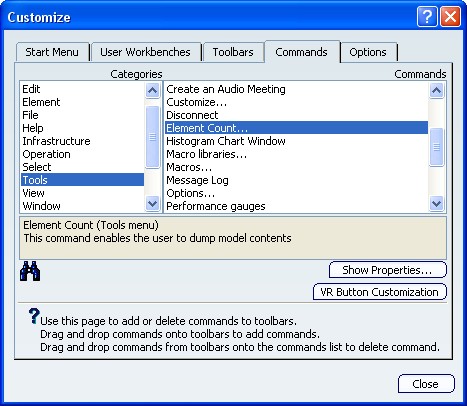 Customize
Start Menu User Workbenches Toolbars Commands Options
Categories Commands
Edit
Element
File
Help
Infrastructure
Operation
Select
Tools
View
Window
Create an Audio Meeting
Customize...
Disconnect
Element Count...
Histogram Chart Window
Macro libraries...
Macros...
Message Log
Options...
Performance gauges
Element Count (Tools menu)
This command enables the user to dump model contents
Show Properties...
VR Button Customization
Use this page to add or delete commands to toolbars.
Drag and drop commands onto toolbars to add commands.
Drag and drop commands from toolbars onto the commands list to delete command.
Close